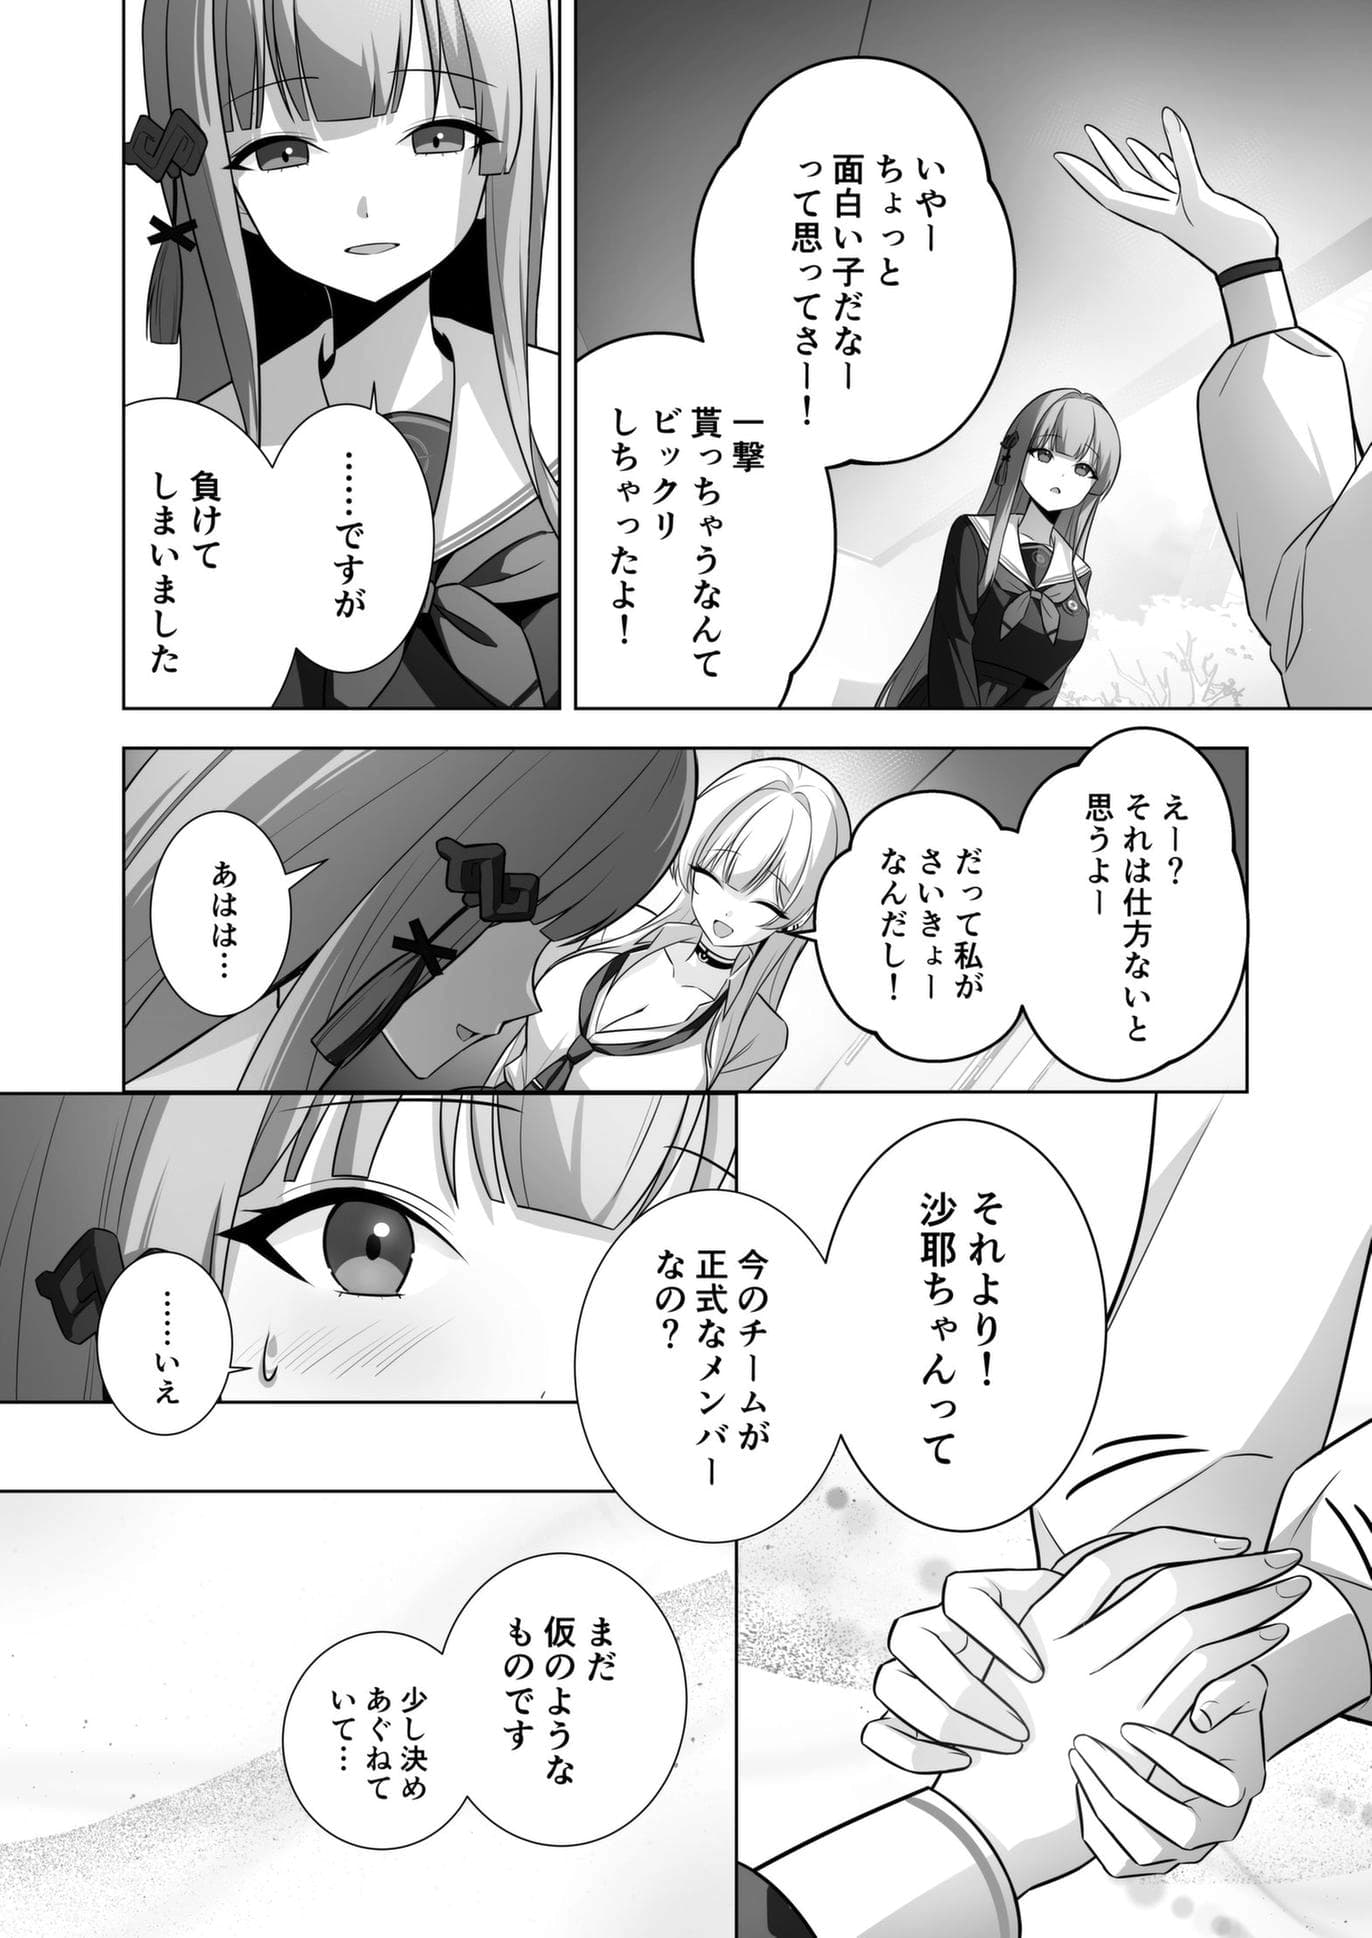 いやー
ちょっと
面白い子だなー
って思ってさー！
一撃
貰っちゃうなんて
ビックリ
しちゃったよ！
……ですが
負けて
しまいました
えー？
それは仕方ないと
思うよー
だって私が
さいきょー
なんだし！
あはは…
それより！
沙耶ちゃんって
今のチームが
正式なメンバー
なの？
……いえ
まだ
仮のような
ものです
少し決め
あぐねて
いて…